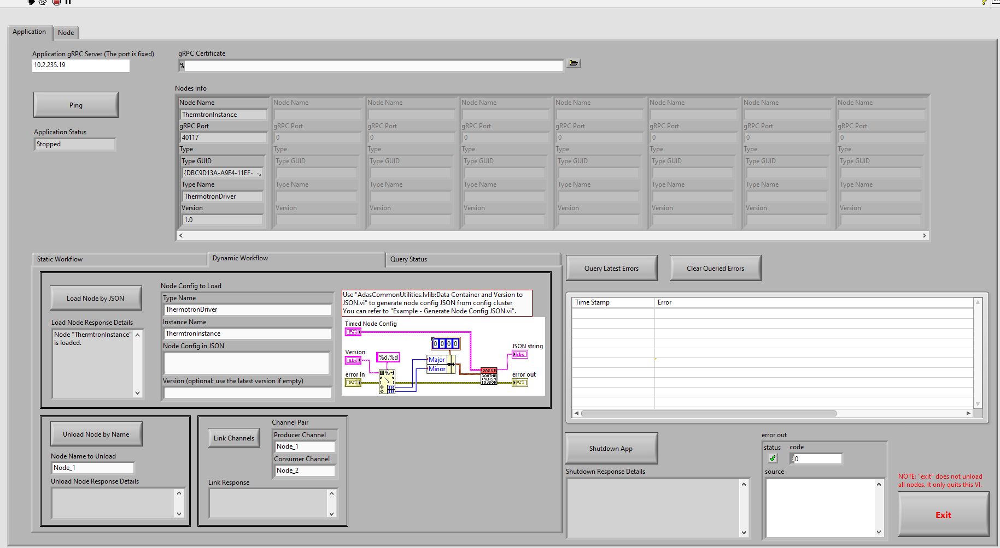 Application
Node
Application gRPC Server (The port is fixed)
10.2.235.19
gRPC Certificate
Ping
Application Status
Stopped
Nodes Info
Node Name Node Name Node Name Node Name Node Name Node Name Node Name Node Name
ThermtronInstance
gRPC Port gRPC Port gRPC Port gRPC Port gRPC Port gRPC Port gRPC Port gRPC Port
40117 0 0 0 0 0 0 0
Type Type Type Type Type Type Type Type
Type GUID Type GUID Type GUID Type GUID Type GUID Type GUID Type GUID Type GUID
{DBC9D13A-A9E4-11EF-
Type Name Type Name Type Name Type Name Type Name Type Name Type Name Type Name
ThermotronDriver
Version Version Version Version Version Version Version Version
1.0
Static Workflow
Dynamic Workflow
Query Status
Load Node by JSON
Load Node Response Details
Node "ThermtronInstance"
is loaded.
Node Config to Load
Type Name
ThermotronDriver
Instance Name
ThermtronInstance
Node Config in JSON
Version (optional: use the latest version if empty)
Use "AdasCommonUtilities.lvlib:Data Container and Version to
JSON.vi" to generate node config JSON from config cluster
You can refer to "Example - Generate Node Config JSON.vi".
Timed Node Config
0 0 0 0
JSON string
abc
Version
abc
%d.%d
Major
Minor
error in
error out
ADAS UTI
CONTNR
+ VERSN
TO JSON
Unload Node by Name
Node Name to Unload
Node_1
Unload Node Response Details
Link Channels
Channel Pair
Producer Channel
Node_1
Consumer Channel
Node_2
Link Response
Query Latest Errors
Clear Queried Errors
Time Stamp Error
Shutdown App
Shutdown Response Details
error out
status code
d0
source
NOTE: "exit" does not unload
all nodes. It only quits this VI.
Exit